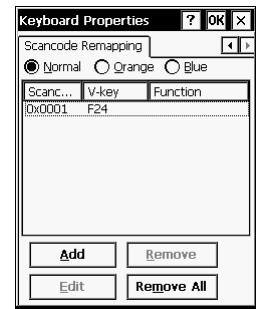 Keyboard Properties ? OK ×
Scancode Remapping
Normal Orange Blue
Scanc... V-key Function
0x0001 F24
Add Remove
Edit Remove All